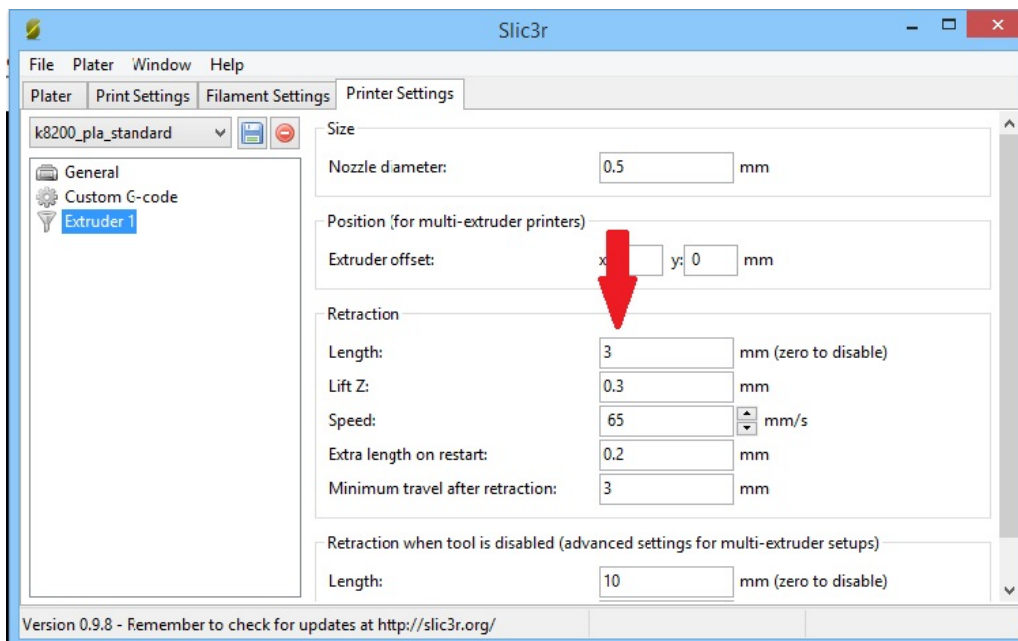 Slic3r
File Plater Window Help
Plater Print Settings Filament Settings Printer Settings
k8200_pla_standard
General
Custom G-code
Extruder 1
Size
Nozzle diameter: 0.5 mm
Position (for multi-extruder printers)
Extruder offset: x y: 0 mm
Retraction
Length: 3 mm (zero to disable)
Lift Z: 0.3 mm
Speed: 65 mm/s
Extra length on restart: 0.2 mm
Minimum travel after retraction: 3 mm
Retraction when tool is disabled (advanced settings for multi-extruder setups)
Length: 10 mm (zero to disable)
Version 0.9.8 - Remember to check for updates at http://slic3r.org/